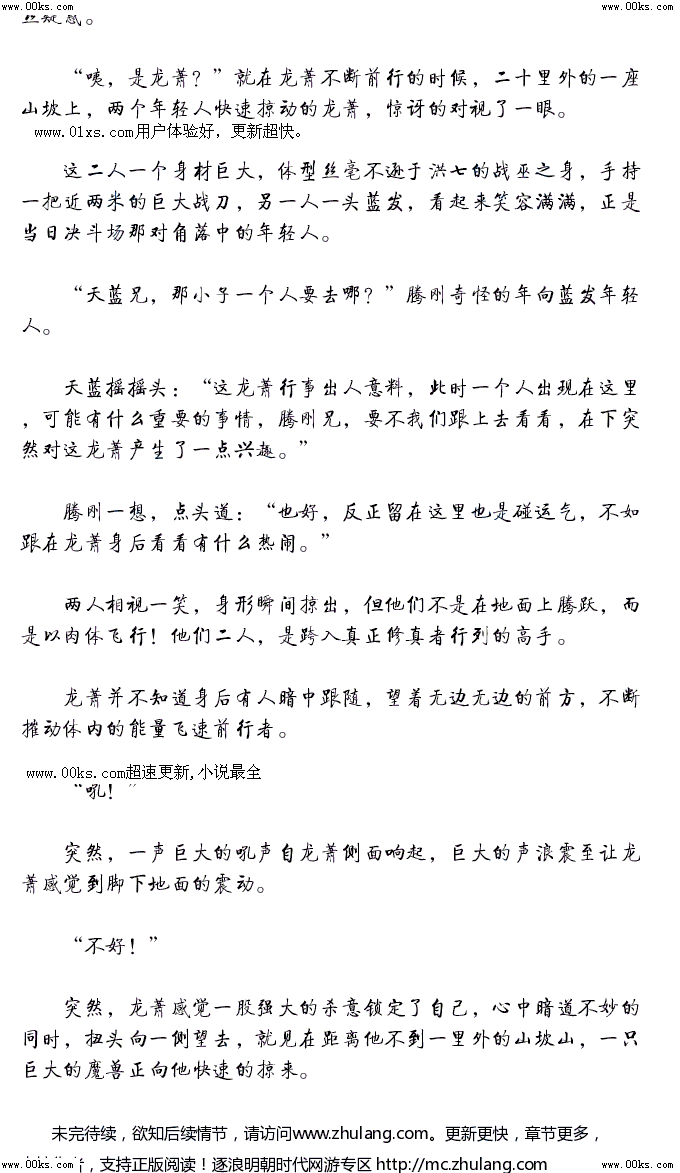 www.00ks.com www.00ks.com
丝疑惑。
“咦，是龙萧？”就在龙萧不断前行的时候，二十里外的一座
山坡上，两个年轻人快速掠动的龙萧，惊讶的对视了一眼。
www.01xs.com用户体验好，更新超快。
这二人一个身材巨大，体型丝毫不逊于洪七的战巫之身，手持
一把近两米的巨大战刀，另一人一头蓝发，看起来笑容满满，正是
当日决斗场那对角落中的年轻人。
“天蓝兄，那小子一个人要去哪？”腾刚奇怪的年向蓝发年轻
人。
天蓝摇摇头：“这龙萧行事出人意料，此时一个人出现在这里
，可能有什么重要的事情，腾刚兄，要不我们跟上去看看，在下突
然对这龙萧产生了一点兴趣。”
腾刚一想，点头道：“也好，反正留在这里也是碰运气，不如
跟在龙萧身后看看有什么热闹。”
两人相视一笑，身形瞬间掠出，但他们不是在地面上腾跃，而
是以肉体飞行！他们二人，是跨入真正修真者行列的高手。
龙萧并不知道身后有人暗中跟随，望着无边无边的前方，不断
摧动体内的能量飞速前行者。
www.00ks.com超速更新,小说最全
“吼！”
突然，一声巨大的吼声自龙萧侧面响起，巨大的声浪震至让龙
萧感觉到脚下地面的震动。
“不好！”
突然，龙萧感觉一股强大的杀意锁定了自己，心中暗道不妙的
同时，扭头向一侧望去，就见在距离他不到一里外的山坡山，一只
巨大的魔兽正向他快速的掠来。
未完待续，欲知后续情节，请访问www.zhulang.com。更新更快，章节更多，
，支持正版阅读！逐浪明朝时代网游专区 http://mc.zhulang.com
www.00ks.com www.00ks.com